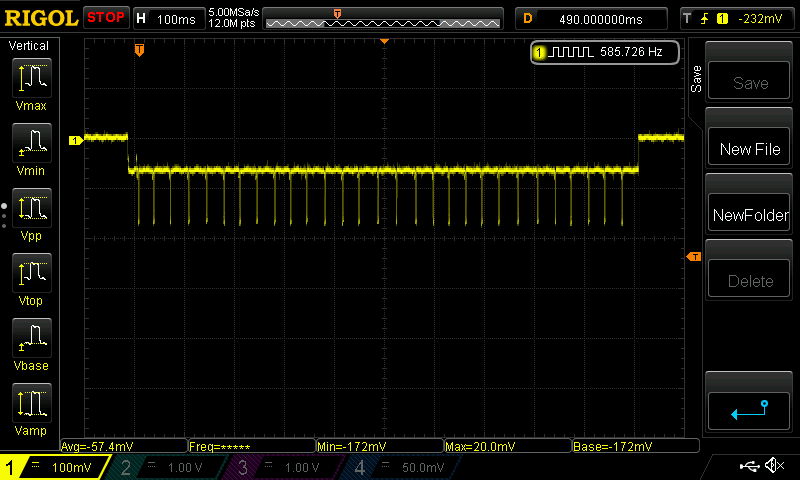 RIGOL STOP H 100ms 5.00MSa/s
12.0M pts
T
D 490.000000ms T 1 -232mV
Vertical
T
1 585.726 Hz
Save
Save
Vmax
New File
1
Vmin
NewFolder
Vpp
T
Delete
Vtop
Vbase
Vamp
Avg=-57.4mV Freq=***** Min=-172mV Max=20.0mV Base=-172mV
1 100mV 2 1.00 V 3 1.00 V 4 50.0mV